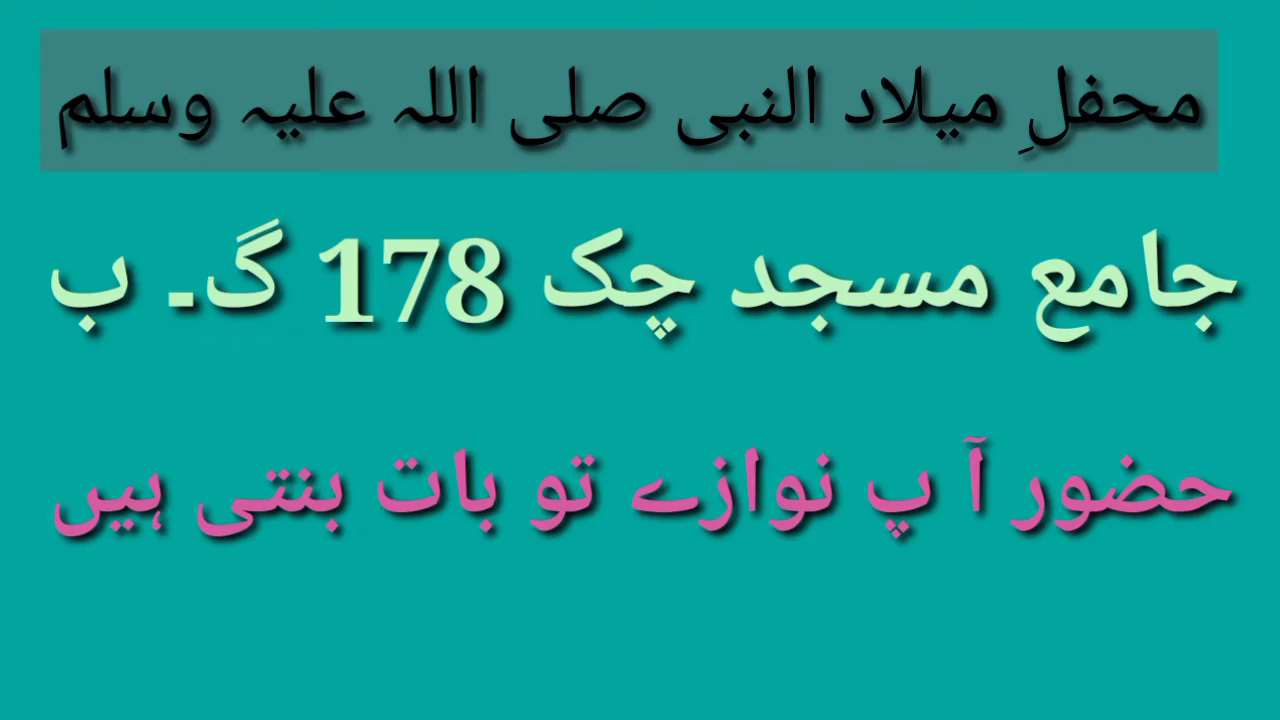 محفلِ میلاد النبی صلی اللہ علیہ وسلم
جامع مسجد چک 178 گ۔ ب
حضور آ پ نوازے تو بات بنتی ہیں